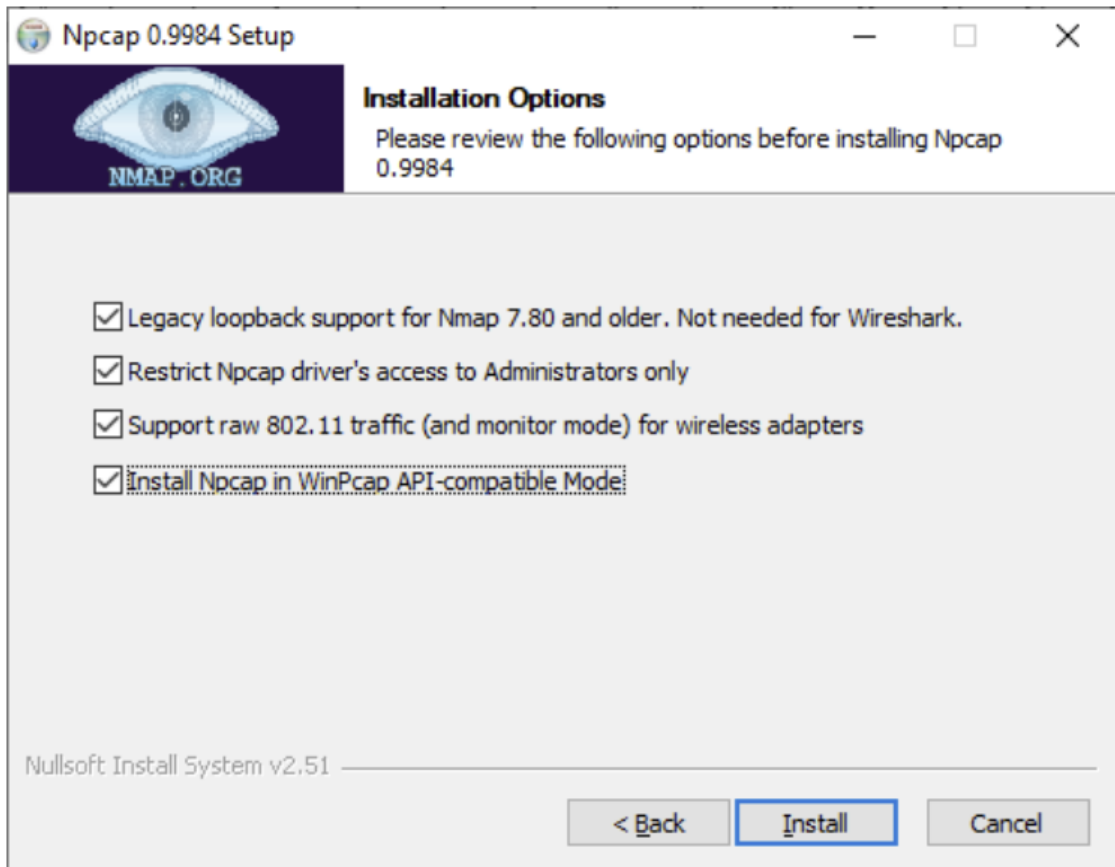 Npcap 0.9984 Setup
NMAP.ORG
Installation Options
Please review the following options before installing Npcap
0.9984
Legacy loopback support for Nmap 7.80 and older. Not needed for Wireshark.
Restrict Npcap driver's access to Administrators only
Support raw 802.11 traffic (and monitor mode) for wireless adapters
Install Npcap in WinPcap API-compatible Mode
Nullsoft Install System v2.51
< Back
Install
Cancel